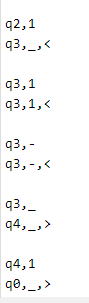 q2,1
q3,_,<
q3,1
q3,1,<
q3,-
q3,-,<
q3,_
q4,_,>
q4,1
q0,_,>